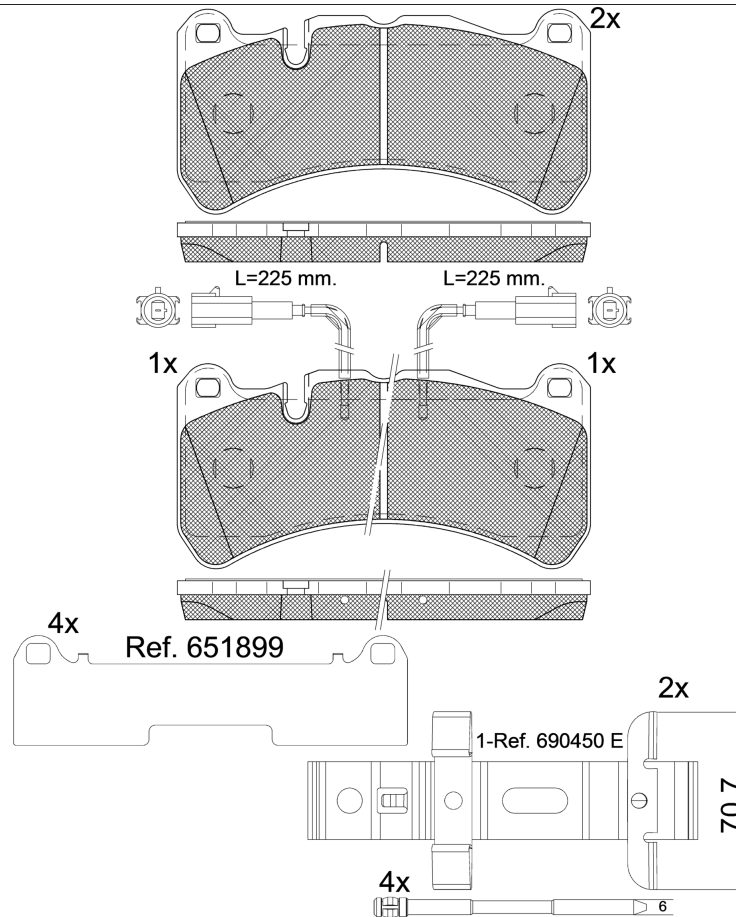 2x
L=225 mm. L=225 mm.
1x 1x
4x
Ref. 651899
2x
1-Ref. 690450 E
70.7
4x
6